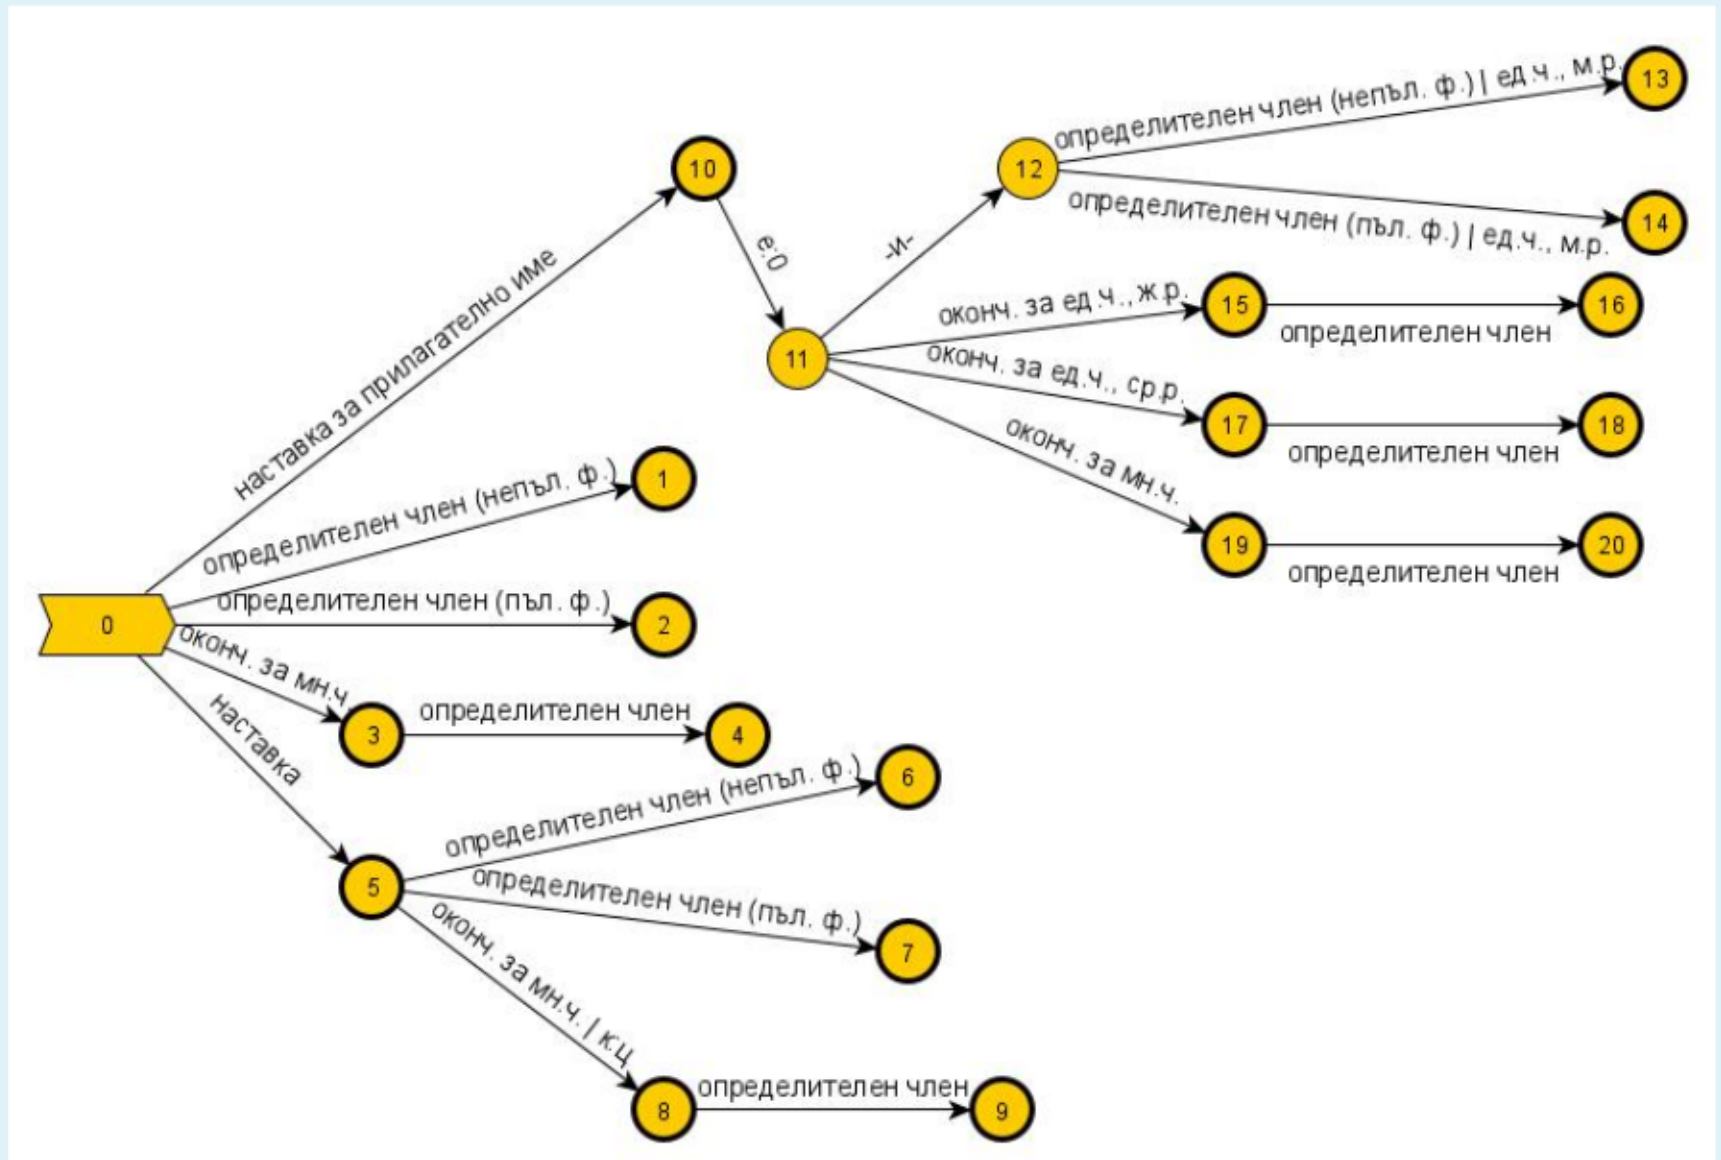 13
определителен член (непъл. ф.) | ед.ч., м.р.
10
12
определителен член (пъл. ф.) | ед.ч., м.р.
14
е:0
-и-
наставка за прилагателно име
оконч. за ед.ч., ж.р.
15
определителен член
16
11
оконч. за ед.ч., ср.р.
17
определителен член
18
оконч. за мн.ч.
19
определителен член
20
определителен член (непъл. ф.)
1
0
определителен член (пъл. ф.)
2
оконч. за мн.ч.
3
определителен член
4
наставка
5
определителен член (непъл. ф.)
6
определителен член (пъл. ф.)
7
оконч. за мн.ч. | к:ц
8
определителен член
9